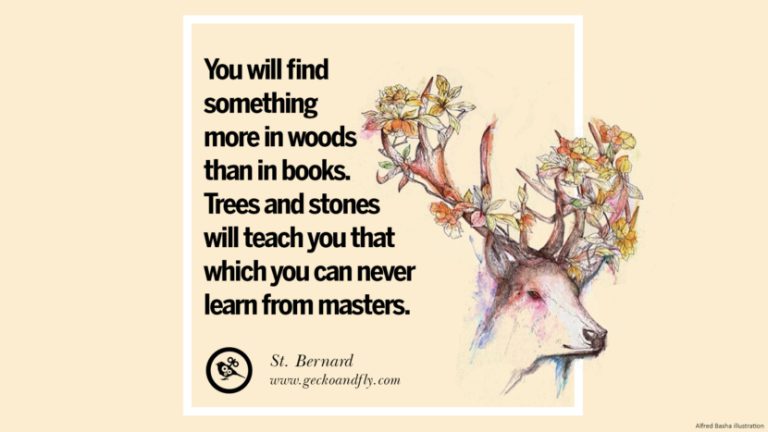 You will find
something
more in woods
than in books.
Trees and stones
will teach you that
which you can never
learn from masters.
St. Bernard
www.geckoandfly.com
Alfred Basha illustration